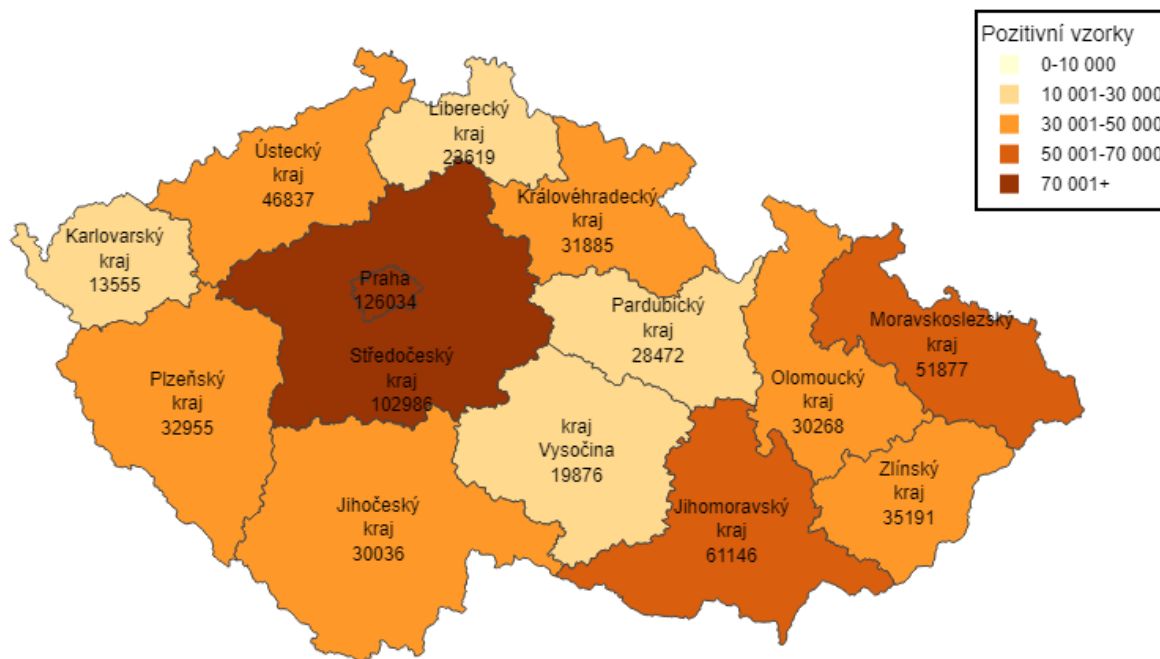 Pozitivní vzorky
0-10 000
10 001-30 000
30 001-50 000
50 001-70 000
70 001+
Liberecký
kraj
23619
Ústecký
kraj
46837
Královéhradecký
kraj
31885
Karlovarský
kraj
13555
Praha
126034
Pardubický
kraj
28472
Moravskoslezský
kraj
51877
Středočeský
kraj
102986
Plzeňský
kraj
32955
Olomoucký
kraj
30268
kraj
Vysočina
19876
Zlínský
kraj
35191
Jihočeský
kraj
30036
Jihomoravský
kraj
61146